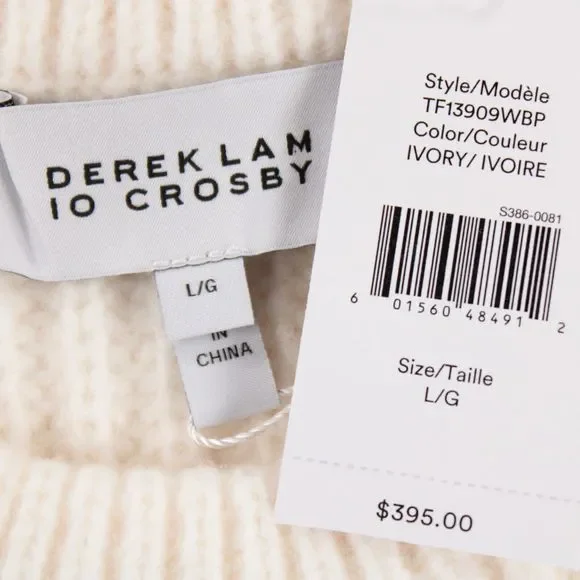 DEREK LAM
10 CROSBY
L/G
IN
CHINA
Style/Modèle
TF13909WBP
Color/Couleur
IVORY/ IVOIRE
S386-0081
6 01560 48491 2
Size/Taille
L/G
$395.00